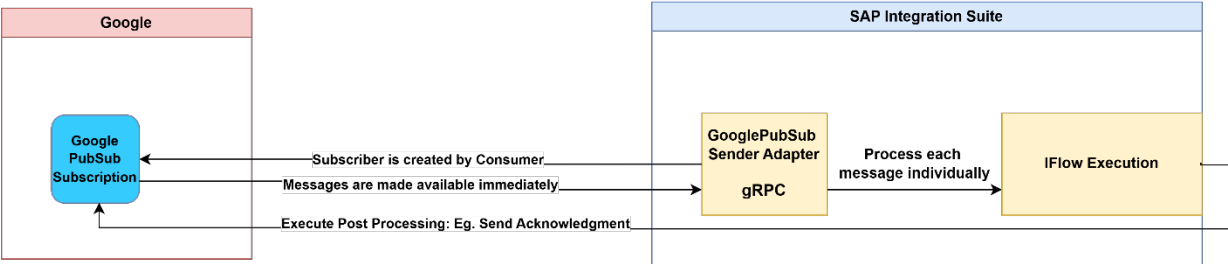 Google
SAP Integration Suite
Google
PubSub
Subscription
Subscriber is created by Consumer
Messages are made available immediately
Execute Post Processing: Eg. Send Acknowledgment
GooglePubSub
Sender Adapter
gRPC
Process each
message individually
IFlow Execution